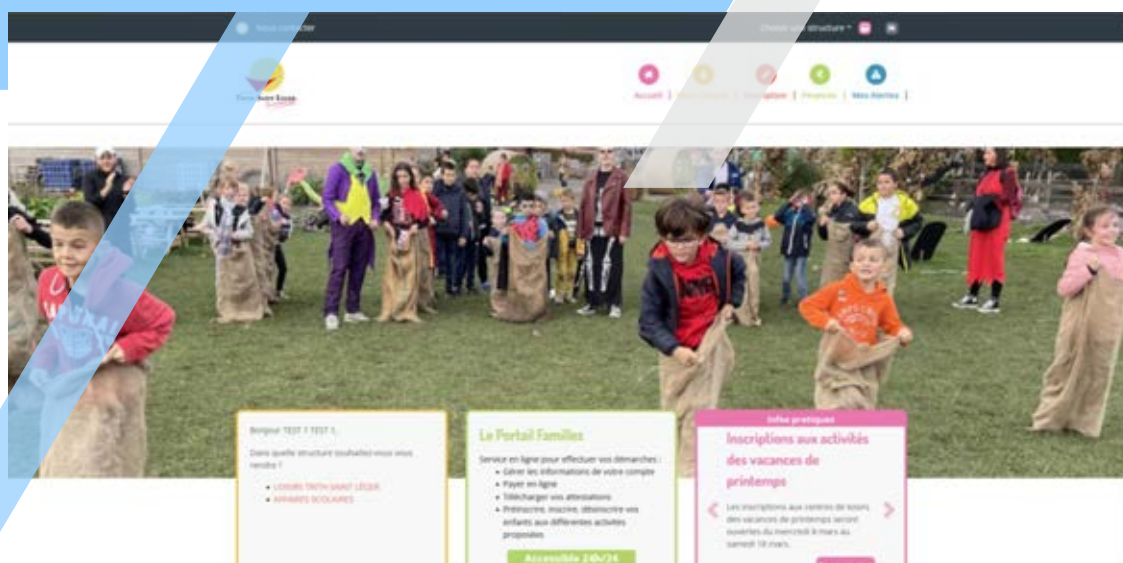 Nous contacter
Choisir une structure
Accueil | | | | Mes Alertes |
Bonjour TEST 1 TEST 1,
Dans quelle structure souhaitez-vous vous
rendre ?
LOISIRS TRITH SAINT LÉGER
AFFAIRES SCOLAIRES
Le Portail Familles
Service en ligne pour effectuer vos démarches :
• Gérer les informations de votre compte
• Payer en ligne
• Télécharger vos attestations
• Préinscrire, inscrire, désinscrire vos
enfants aux différentes activités
proposées
Accessible 24h/24
Infos pratiques
Inscriptions aux activités
des vacances de
printemps
Les inscriptions aux centres de loisirs
des vacances de printemps seront
ouvertes du mercredi 8 mars au
samedi 18 mars.